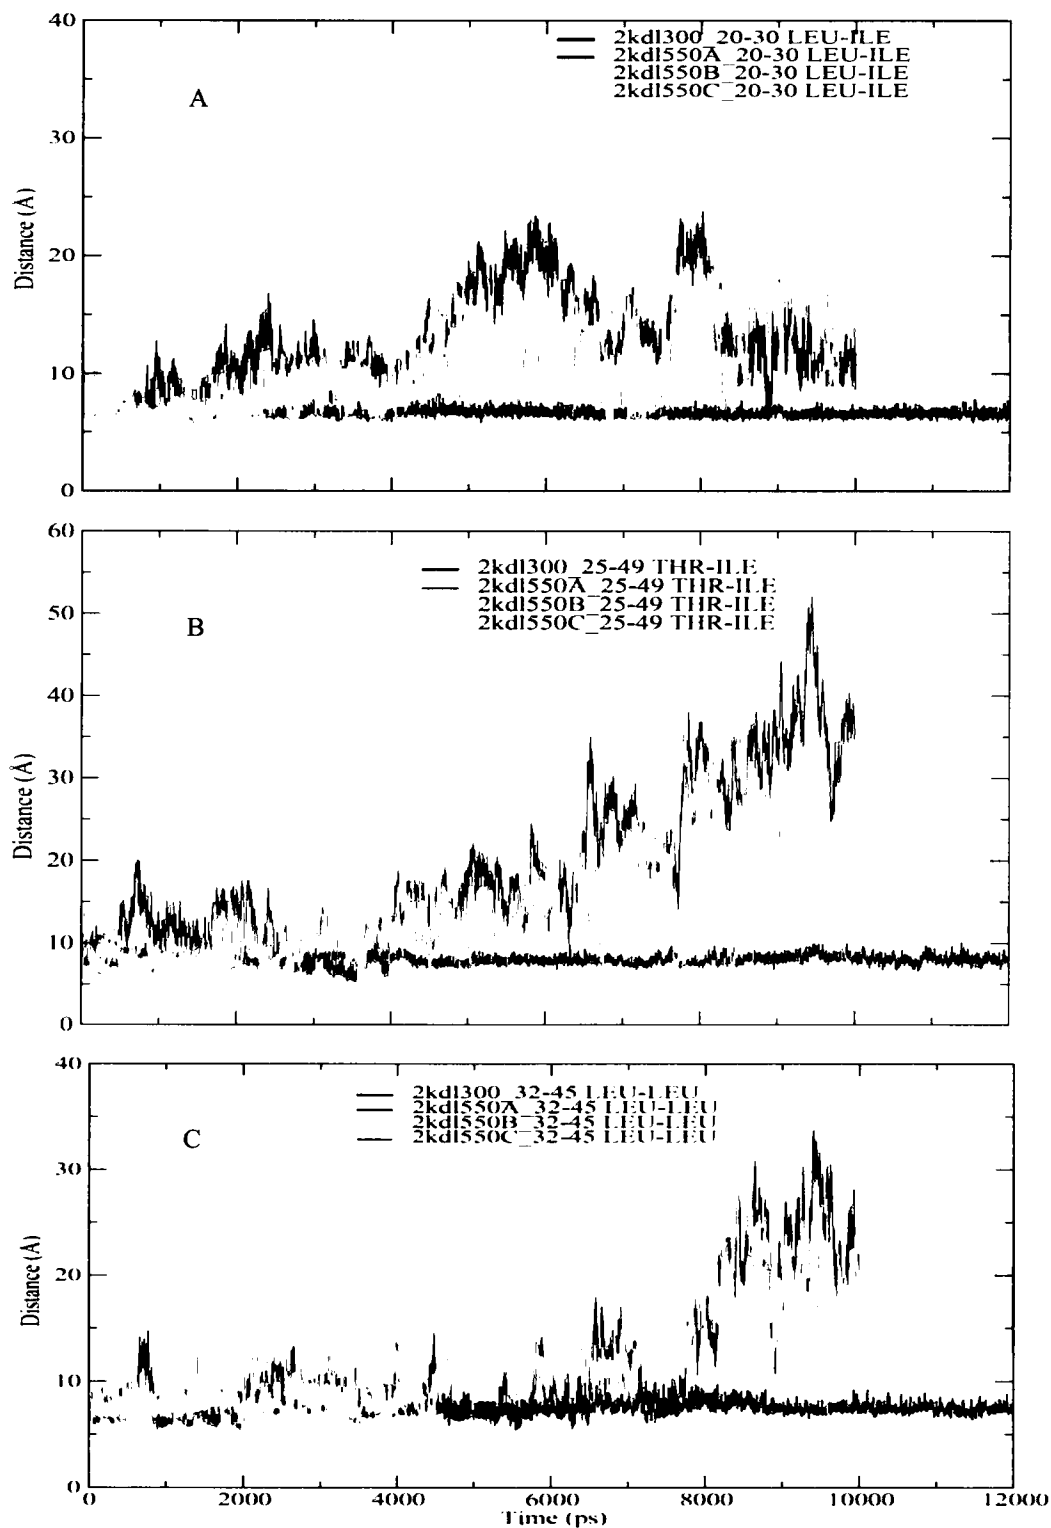 40
2kdl300_20-30 LEU-ILE
2kdl550A_20-30 LEU-ILE
2kdl550B_20-30 LEU-ILE
2kdl550C_20-30 LEU-ILE
A
30
Distance (Å)
20
10
0
60
2kdl300_25-49 THR-ILE
2kdl550A_25-49 THR-ILE
2kdl550B_25-49 THR-ILE
2kdl550C_25-49 THR-ILE
50
B
40
Distance (Å)
30
20
10
0
40
2kdl300_32-45 LEU-LEU
2kdl550A_32-45 LEU-LEU
2kdl550B_32-45 LEU-LEU
2kdl550C_32-45 LEU-LEU
C
30
Distance (Å)
20
10
0
0 2000 4000 6000 8000 10000 12000
Time (ps)